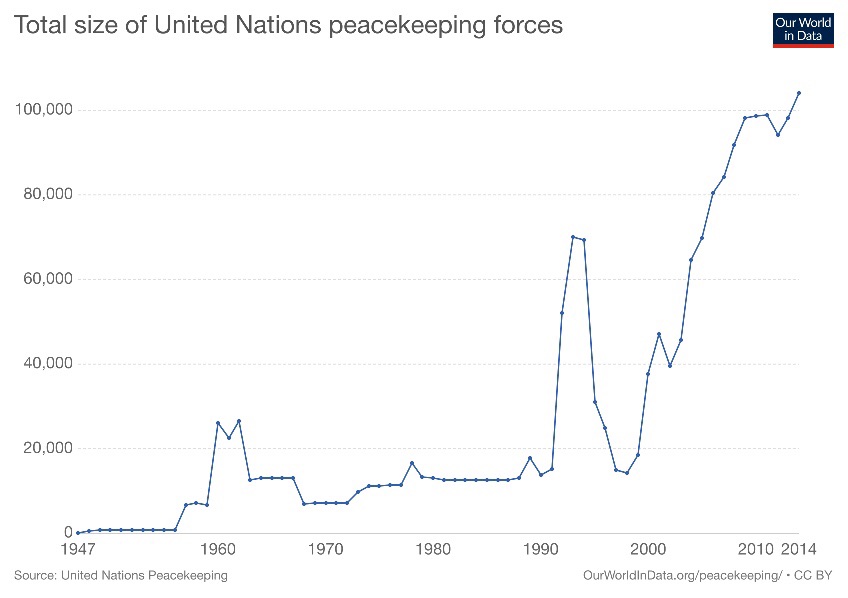 Total size of United Nations peacekeeping forces
Our World
in Data
100,000
80,000
60,000
40,000
20,000
0
1947 1960 1970 1980 1990 2000 2010 2014
Source: United Nations Peacekeeping
OurWorldInData.org/peacekeeping/ • CC BY